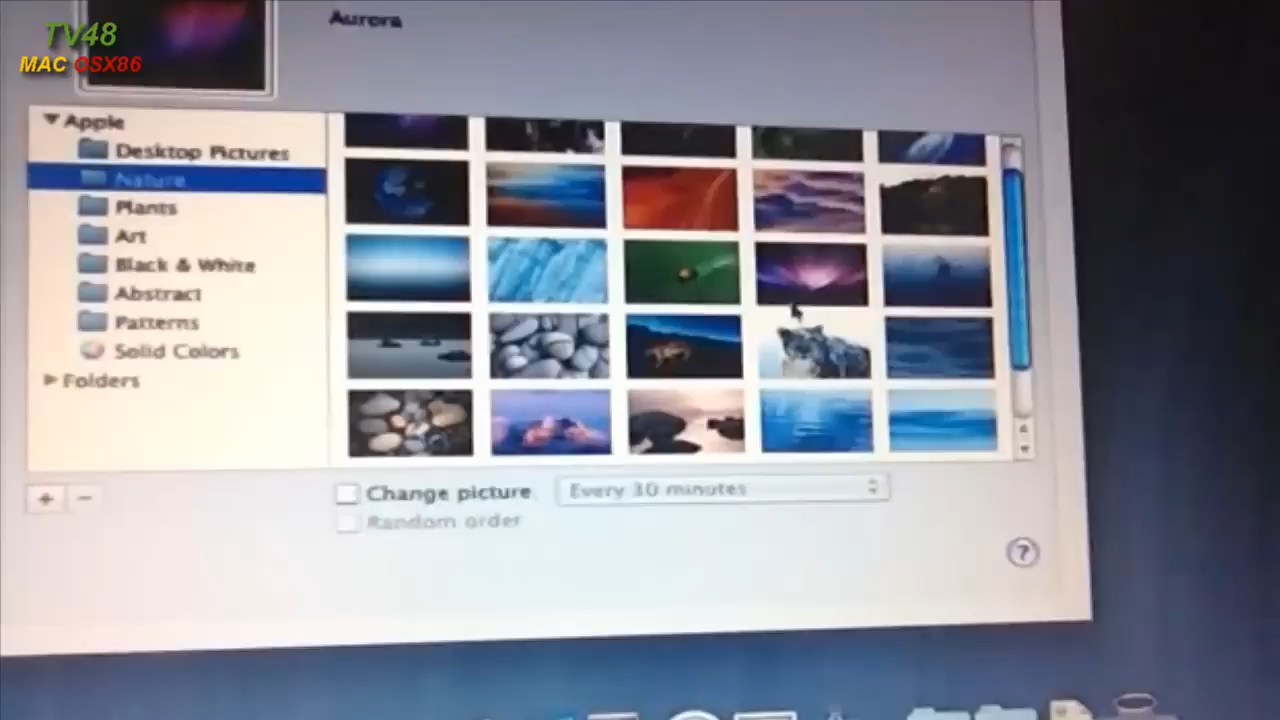 TV48
MAC OSX86
Aurora
Apple
Desktop Pictures
Nature
Plants
Art
Black & White
Abstract
Patterns
Solid Colors
Folders
+ −
Change picture
Every 30 minutes
Random order
?